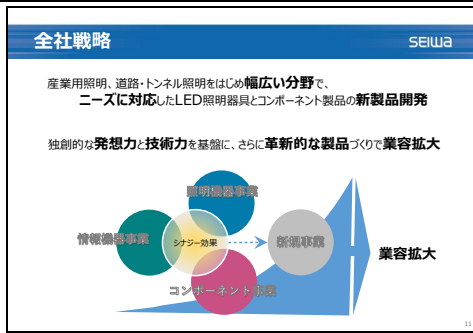 全社戦略
SEIWA
産業用照明、道路・トンネル照明をはじめ幅広い分野で、
ニーズに対応したLED照明器具とコンポーネント製品の新製品開発
独創的な発想力と技術力を基盤に、さらに革新的な製品づくりで業容拡大
照明機器事業
情報機器事業
シナジー効果
新規事業
業容拡大
コンポーネント事業
11